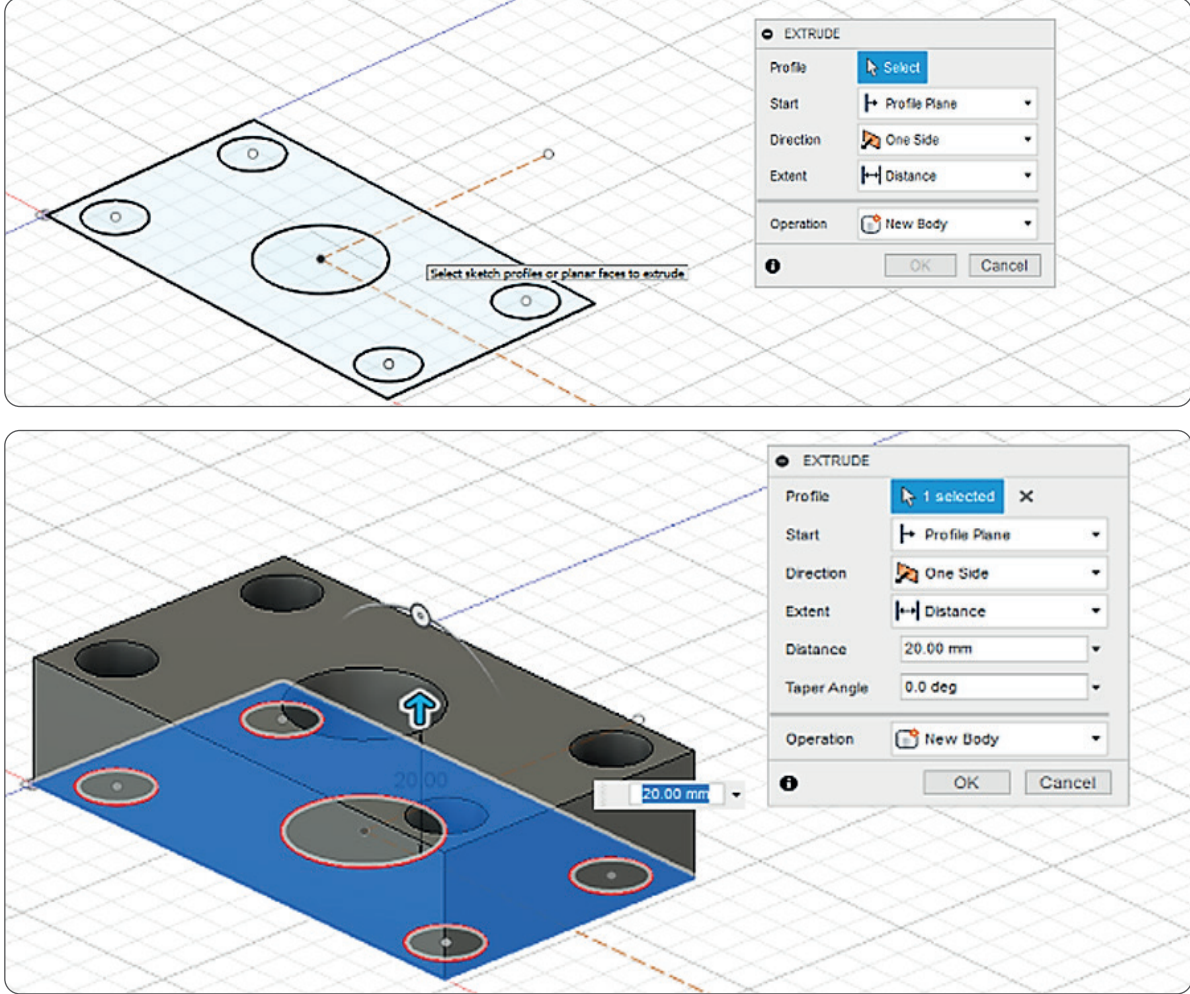 EXTRUDE
Profile Select
Start Profile Plane
Direction One Side
Extent Distance
Operation New Body
OK Cancel
Select sketch profiles or planar faces to extrude
EXTRUDE
Profile 1 selected
Start Profile Plane
Direction One Side
Extent Distance
Distance 20.00 mm
Taper Angle 0.0 deg
Operation New Body
OK Cancel
20.00
20.00 mm